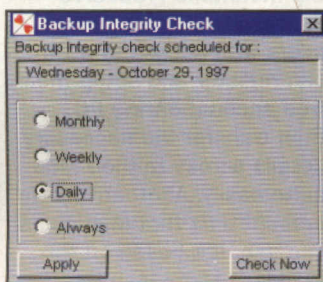 Backup Integrity Check
Backup Integrity check scheduled for :
Wednesday - October 29, 1997
Monthly
Weekly
Daily
Always
Apply
Check Now